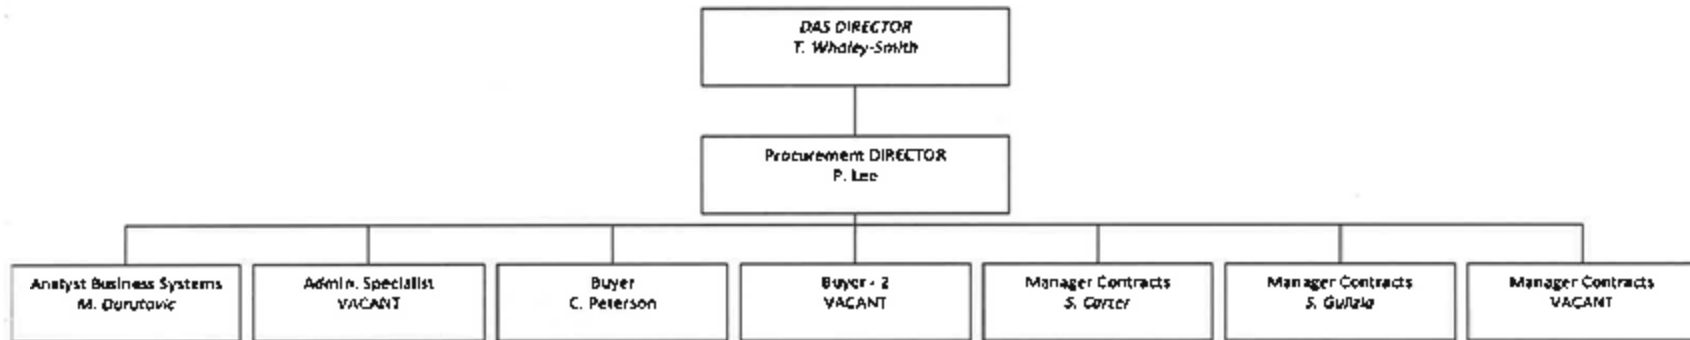 DAS DIRECTOR
T. Whaley-Smith
Procurement DIRECTOR
P. Lee
Analyst Business Systems
M. Durutovic
Admin. Specialist
VACANT
Buyer
C. Peterson
Buyer - 2
VACANT
Manager Contracts
S. Carter
Manager Contracts
S.
Manager Contracts
VACANT